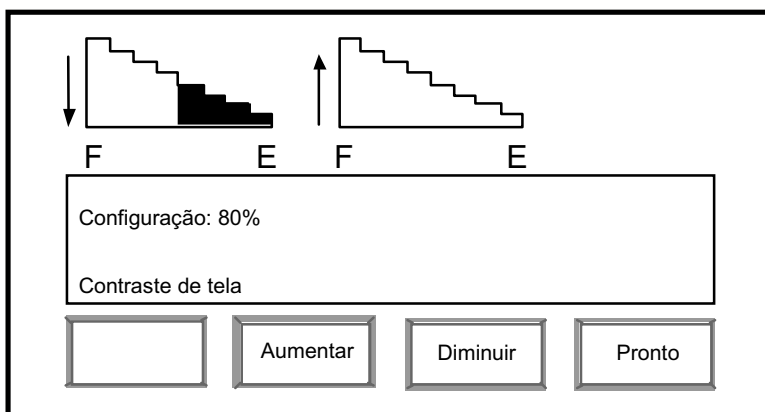 F E F E
Configuração: 80%
Contraste de tela
Aumentar Diminuir Pronto